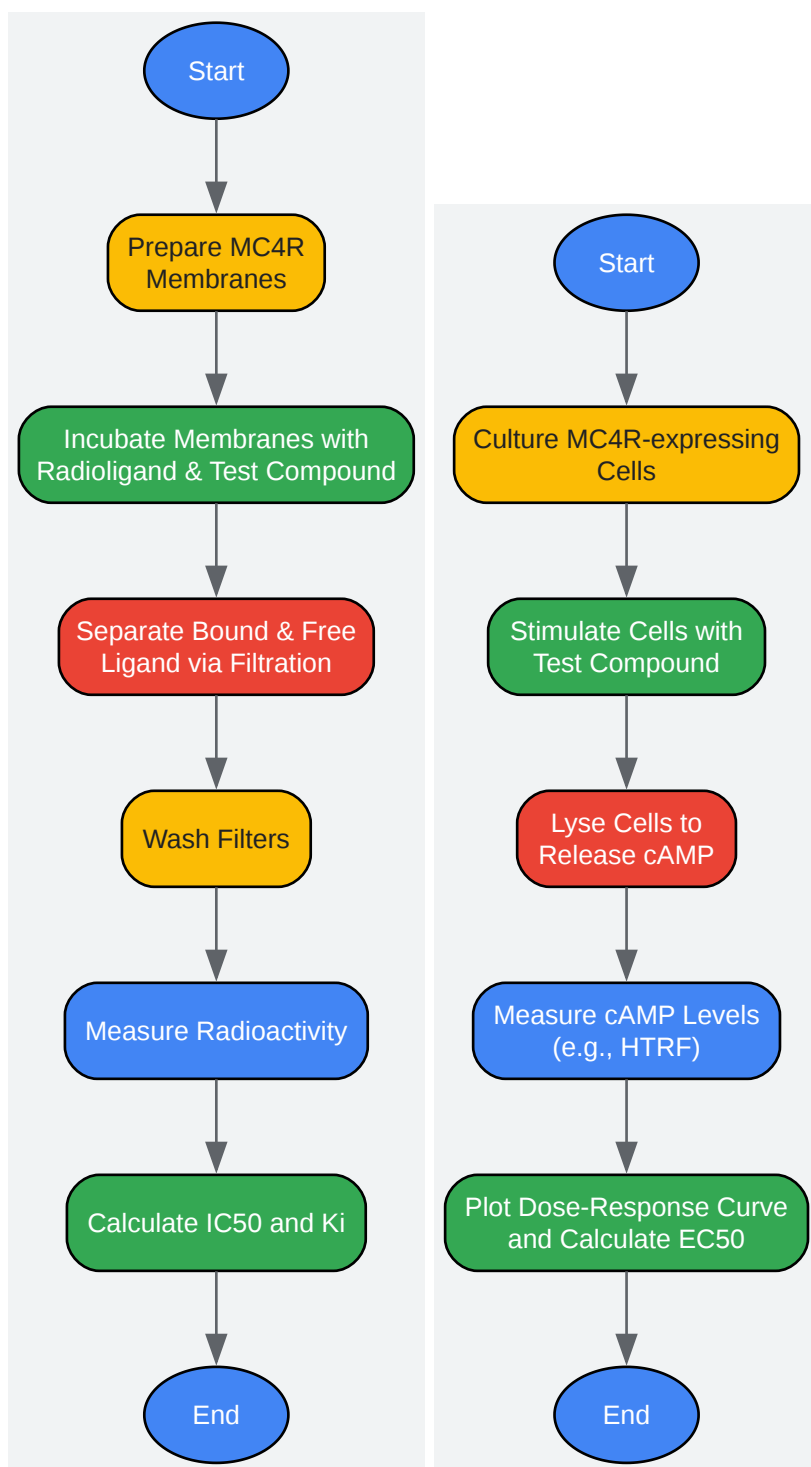 Start
Prepare MC4R
Membranes
Incubate Membranes with
Radioligand & Test Compound
Separate Bound & Free
Ligand via Filtration
Wash Filters
Measure Radioactivity
Calculate IC50 and Ki
End
Start
Culture MC4R-expressing
Cells
Stimulate Cells with
Test Compound
Lyse Cells to
Release cAMP
Measure cAMP Levels
(e.g., HTRF)
Plot Dose-Response Curve
and Calculate EC50
End